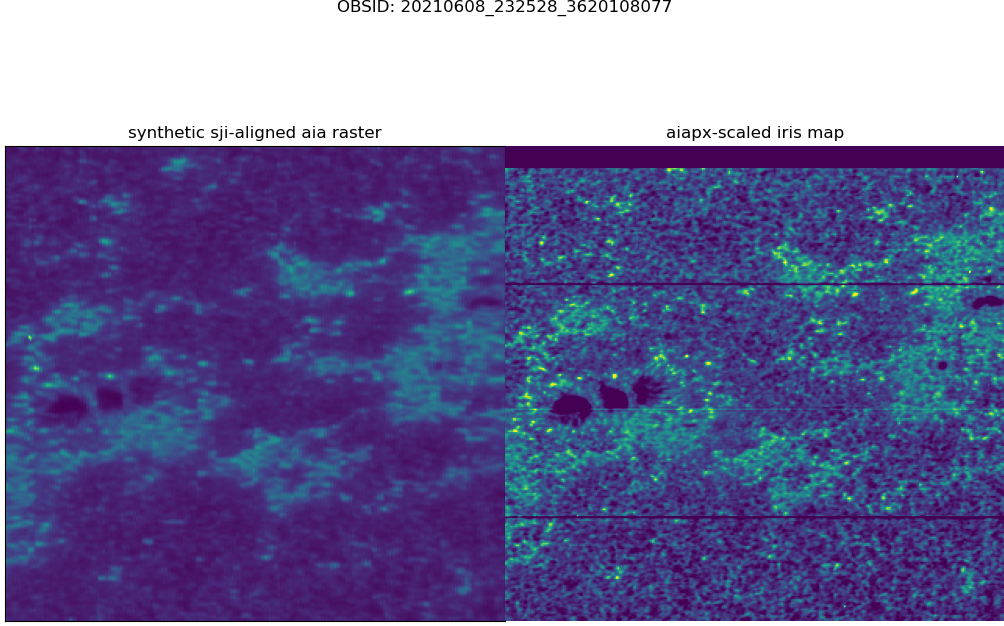 OBSID: 20210608_232528_3620108077
synthetic sji-aligned aia raster
aiapx-scaled iris map